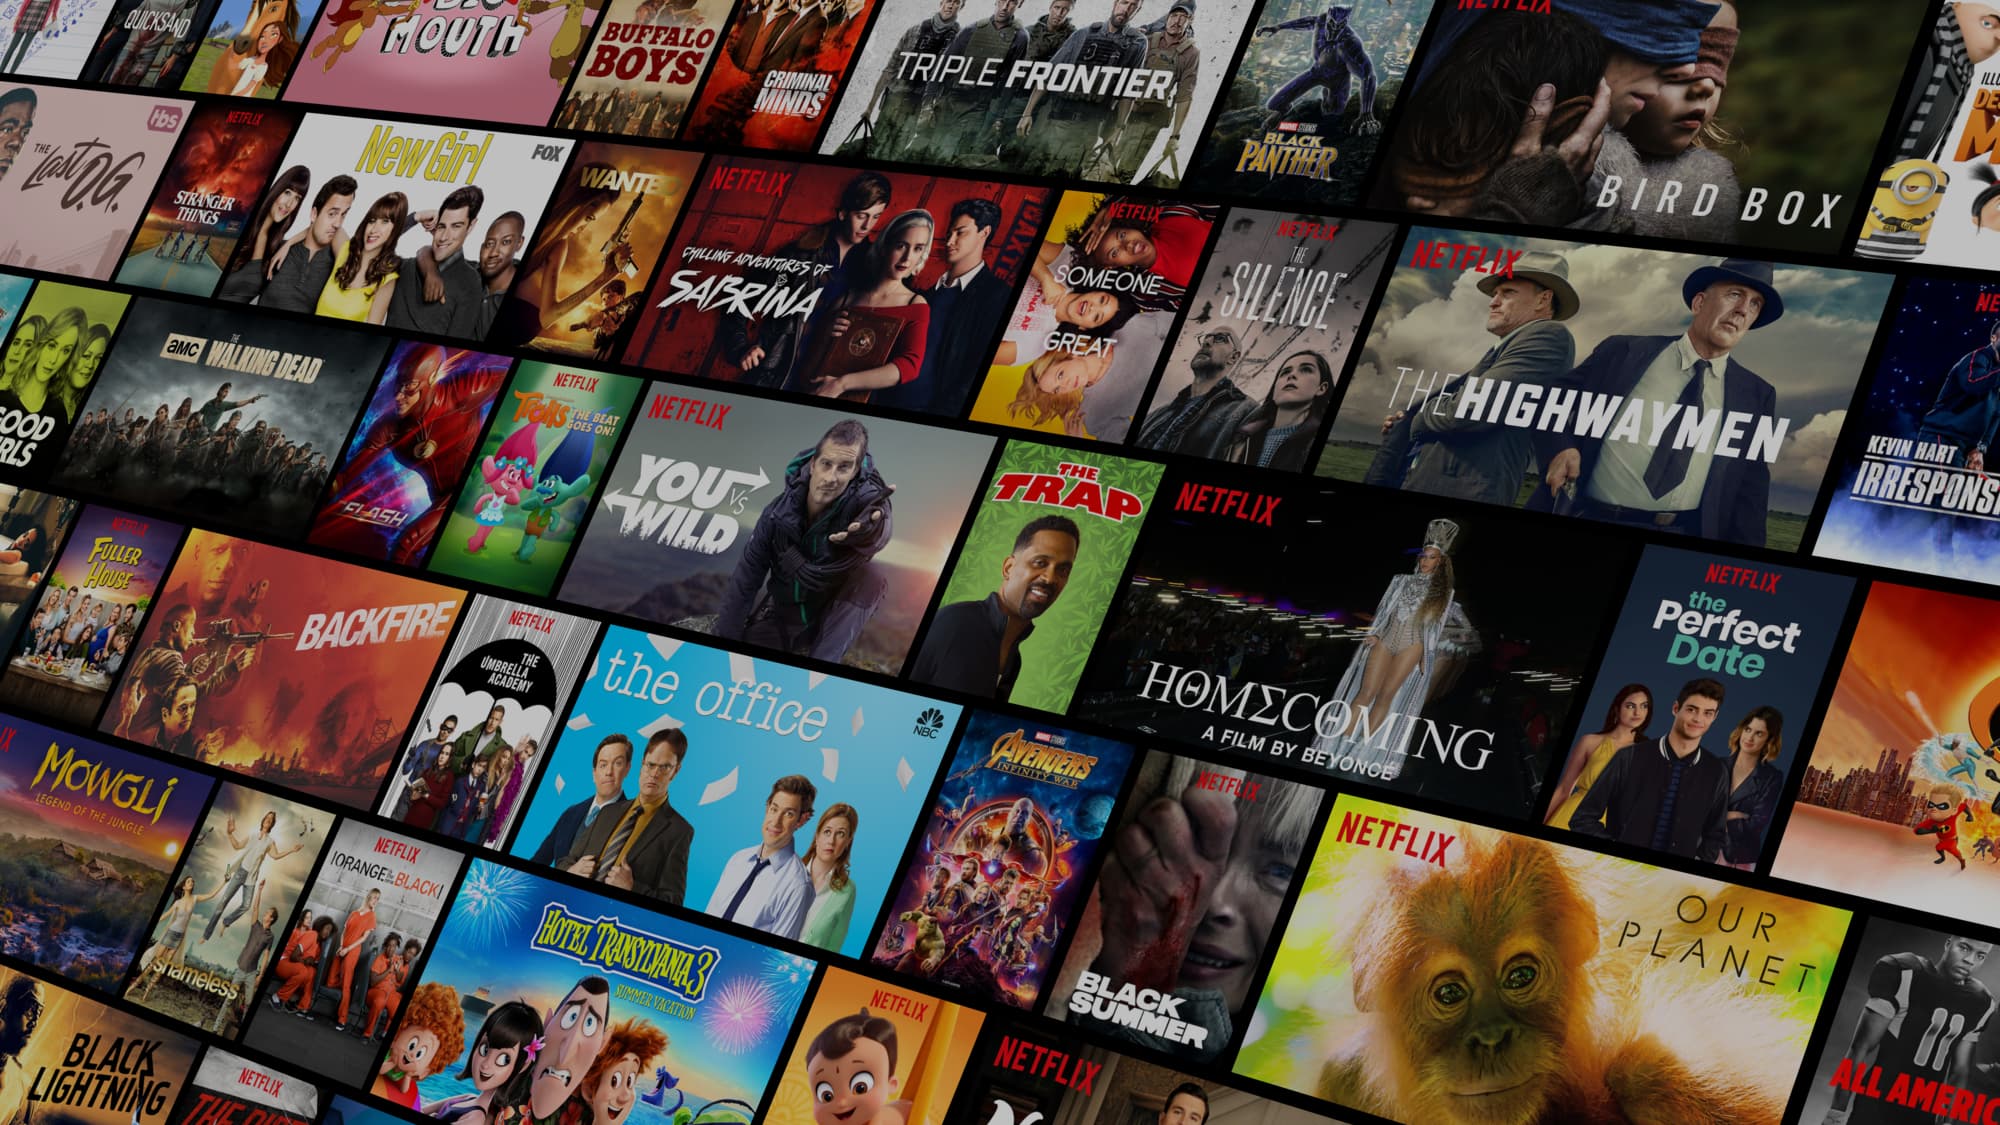 QUICKSAND
BIG
MOUTH
BUFFALO
BOYS
CRIMINAL
MINDS
TRIPLE FRONTIER
MARVEL STUDIOS
BLACK
PANTHER
NETFLIX
BIRD BOX
THE
Last O.G.
tbs
NETFLIX
STRANGER
THINGS
New Girl
FOX
WANTED
NETFLIX
CHILLING ADVENTURES OF
SABRINA
NETFLIX
SOMEONE
GREAT
NETFLIX
THE
SILENCE
NETFLIX
THE HIGHWAYMEN
KEVIN HART
IRRESPONS
GOOD
GIRLS
amc THE WALKING DEAD
THE FLASH
NETFLIX
Trolls
THE BEAT
GOES ON!
NETFLIX
YOU VS
WILD
THE
TRAP
NETFLIX
HOMΣCOMING
A FILM BY BEYONCÉ
NETFLIX
the
Perfect
Date
NETFLIX
FULLER
HOUSE
BACKFIRE
NETFLIX
THE
UMBRELLA
ACADEMY
the office
NBC
MARVEL STUDIOS
AVENGERS
INFINITY WAR
NETFLIX
BLACK
SUMMER
NETFLIX
OUR
PLANET
MOWGLI
LEGEND OF THE JUNGLE
shameless
NETFLIX
ORANGE IS THE BLACK
HOTEL TRANSYLVANIA 3
SUMMER VACATION
NETFLIX
NETFLIX
11
ALL AMERIC
BLACK
LIGHTNING
NETFLIX
THE DIRT